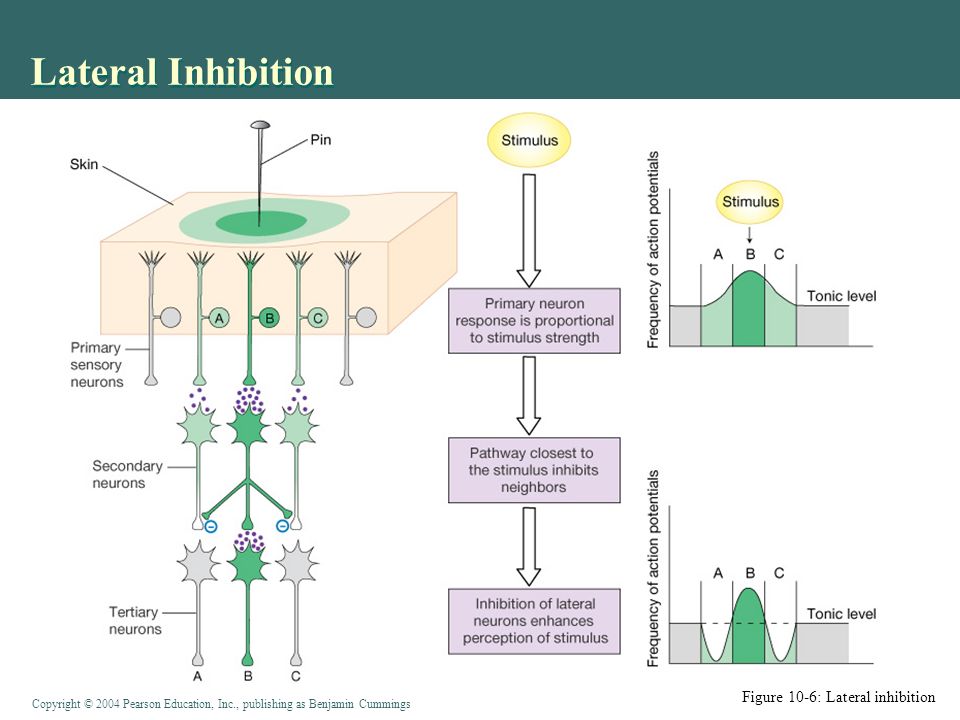 Lateral Inhibition
Pin
Skin
A
B
C
Primary
sensory
neurons
Secondary
neurons
Tertiary
neurons
A
B
C
Stimulus
Primary neuron
response is proportional
to stimulus strength
Pathway closest to
the stimulus inhibits
neighbors
Inhibition of lateral
neurons enhances
perception of stimulus
Frequency of action potentials
Stimulus
A B C
Tonic level
Frequency of action potentials
A B C
Tonic level
Figure 10-6: Lateral inhibition
Copyright © 2004 Pearson Education, Inc., publishing as Benjamin Cummings